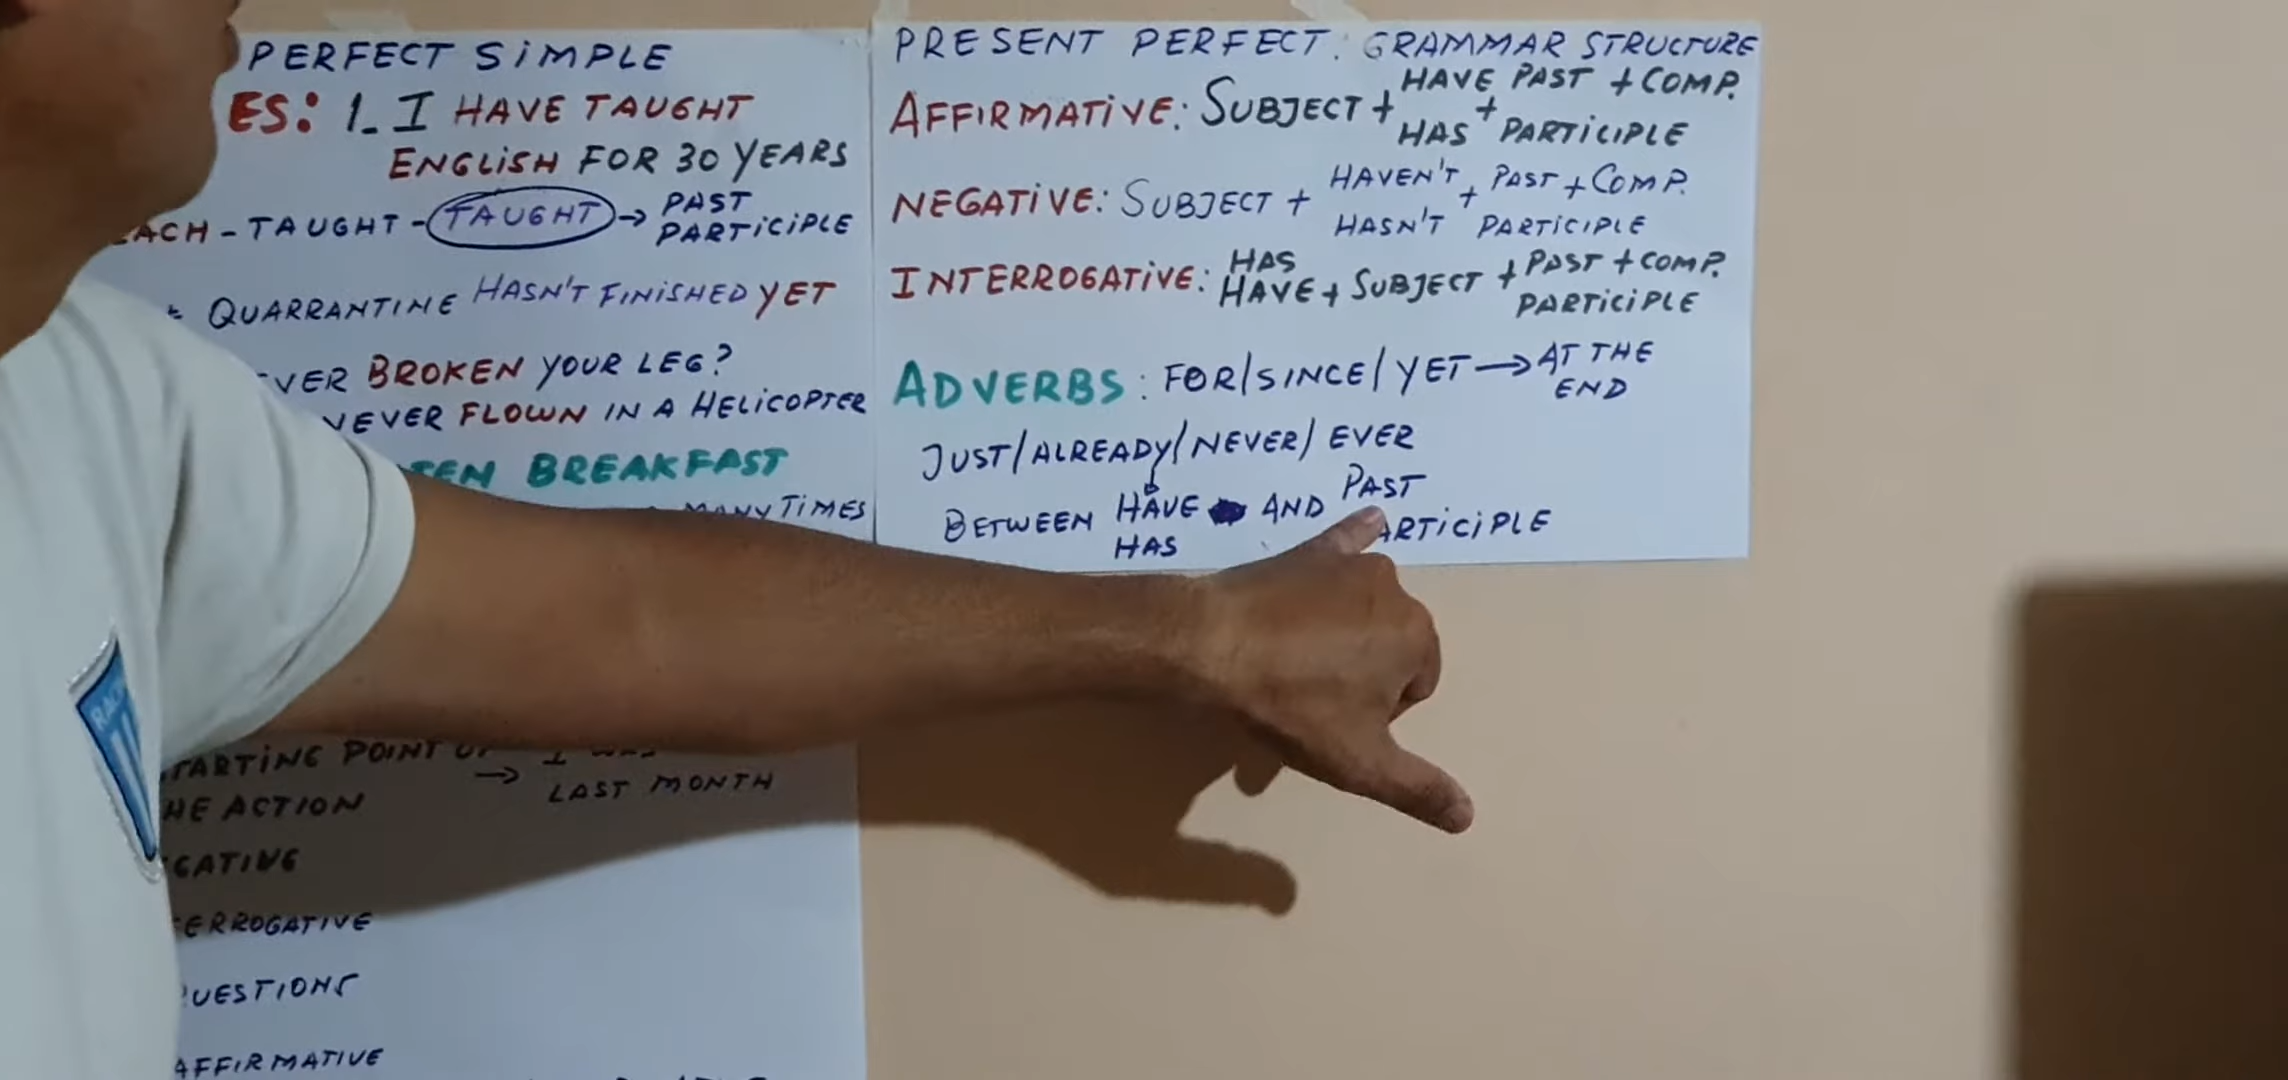 PERFECT SiMPLE
ES: 1_ I HAVE TAUGHT
ENGLiSH FOR 30 YEARS
ACH - TAUGHT - TAUGHT → PAST
PARTiCiPLE
QUARRANTINE HASN'T FiNiSHED YET
VER BROKEN YOUR LEG?
NEVER FLOWN IN A HELiCOPTER
TEN BREAKFAST
MANY TiMES
TARTiNG POINT OF
→ LAST MONTH
HE ACTION
GATIVE
ERROGATIVE
UESTIONS
AFFIRMATIVE
PRESENT PERFECT: GRAMMAR STRUCTURE
HAVE PAST + COMP.
AFFIRMATiVE: SUBJECT + +
HAS PARTiCiPLE
HAVEN'T + PAST + COMP.
NEGATiVE: SUBJECT +
HASN'T PARTICIPLE
HAS
INTERROGATiVE: HAVE + SUBJECT + PAST + COMP.
PARTiCiPLE
ADVERBS: FOR/SINCE/YET → AT THE
END
JUST/ALREADY/NEVER/EVER
BETWEEN HAVE AND PAST
HAS ARTiCiPLE